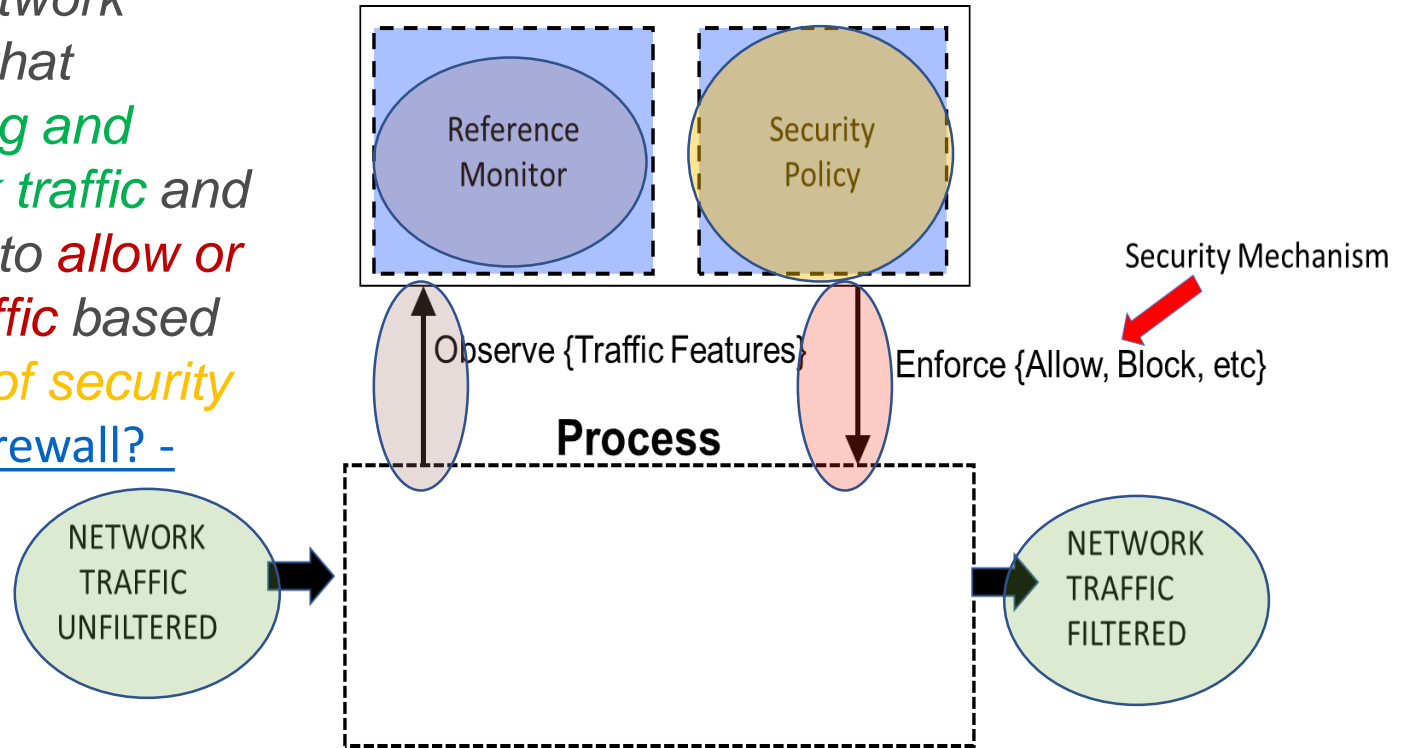 twork
hat
g and
traffic and
to allow or
ffic based
of security
rewall? -
Reference
Monitor
Security
Policy
Security Mechanism
Observe {Traffic Features}
Enforce {Allow, Block, etc}
Process
NETWORK
TRAFFIC
UNFILTERED
NETWORK
TRAFFIC
FILTERED